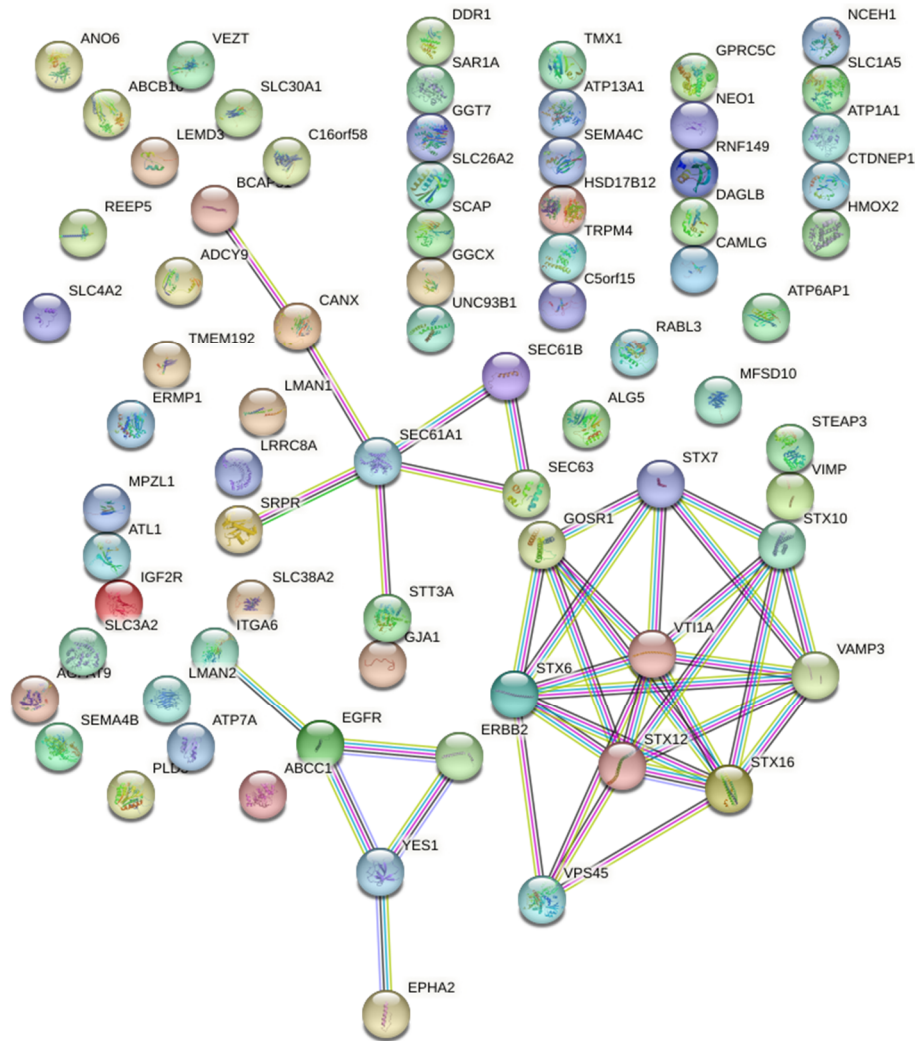 DDR1
NCEH1
ANO6
VEZT
TMX1
GPRC5C
SAR1A
SLC1A5
ATP13A1
SLC30A1
NEO1
GGT7
ATP1A1
SEMA4C
LEMD3
C16orf58
RNF149
SLC26A2
CTDNEP1
HSD17B12
DAGLB
REEP5
SCAP
HMOX2
TRPM4
CAMLG
ADCY9
GGCX
C5orf15
SLC4A2
CANX
ATP6AP1
UNC93B1
RABL3
TMEM192
SEC61B
MFSD10
ERMP1
LMAN1
ALG5
STEAP3
SEC61A1
LRRC8A
SEC63
VIMP
STX7
MPZL1
SRPR
GOSR1
STX10
ATL1
IGF2R
SLC38A2
STT3A
SLC3A2
ITGA6
GJA1
VTI1A
VAMP3
LMAN2
STX6
SEMA4B
ATP7A
EGFR
ERBB2
STX12
ABCC1
STX16
YES1
VPS45
EPHA2